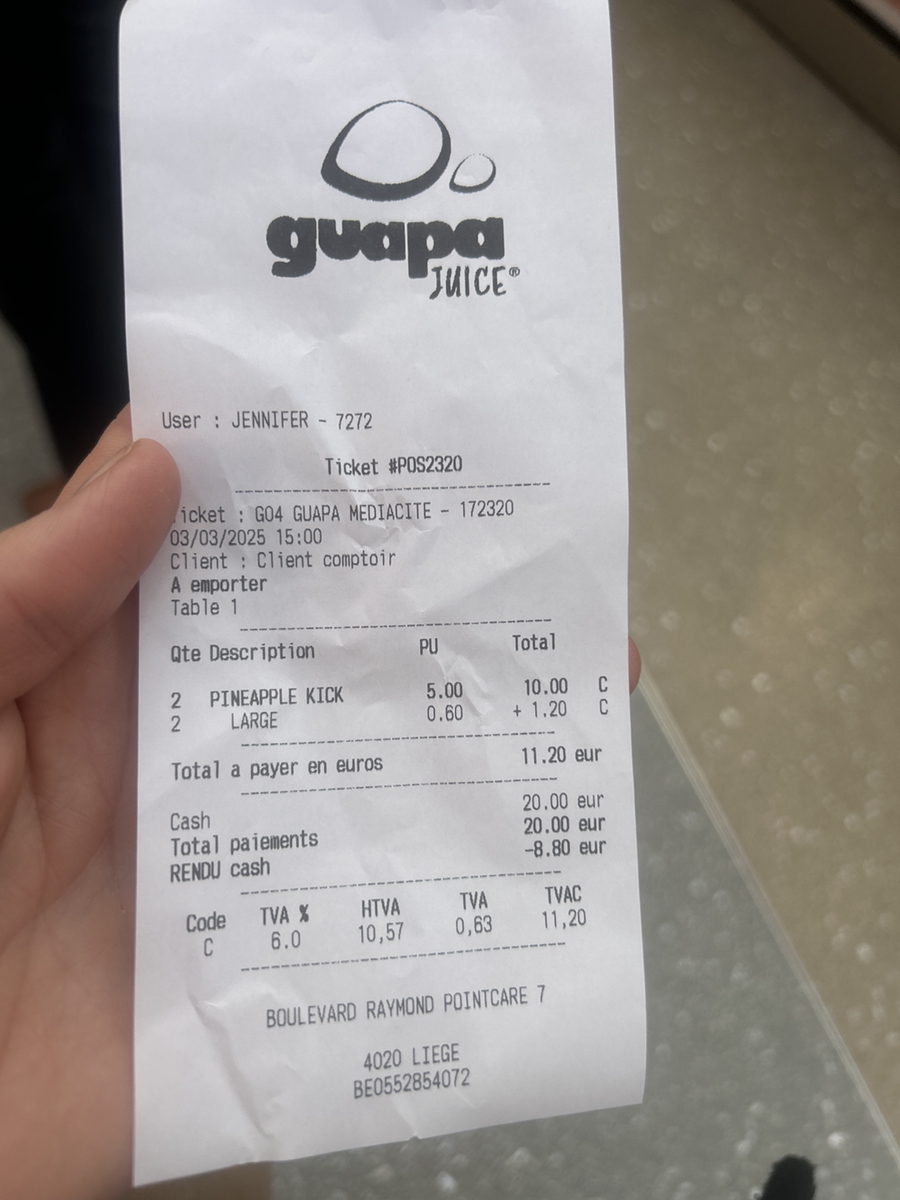 guapa
JUICE®
User : JENNIFER - 7272
Ticket #POS2320
icket : G04 GUAPA MEDIACITE - 172320
03/03/2025 15:00
Client : Client comptoir
A emporter
Table 1
Qte Description PU Total
2 PINEAPPLE KICK 5.00 10.00 C
2 LARGE 0.60 + 1.20 C
Total a payer en euros 11.20 eur
Cash 20.00 eur
Total paiements 20.00 eur
RENDU cash -8.80 eur
Code TVA % HTVA TVA TVAC
C 6.0 10,57 0,63 11,20
BOULEVARD RAYMOND POINTCARE 7
4020 LIEGE
BE0552854072